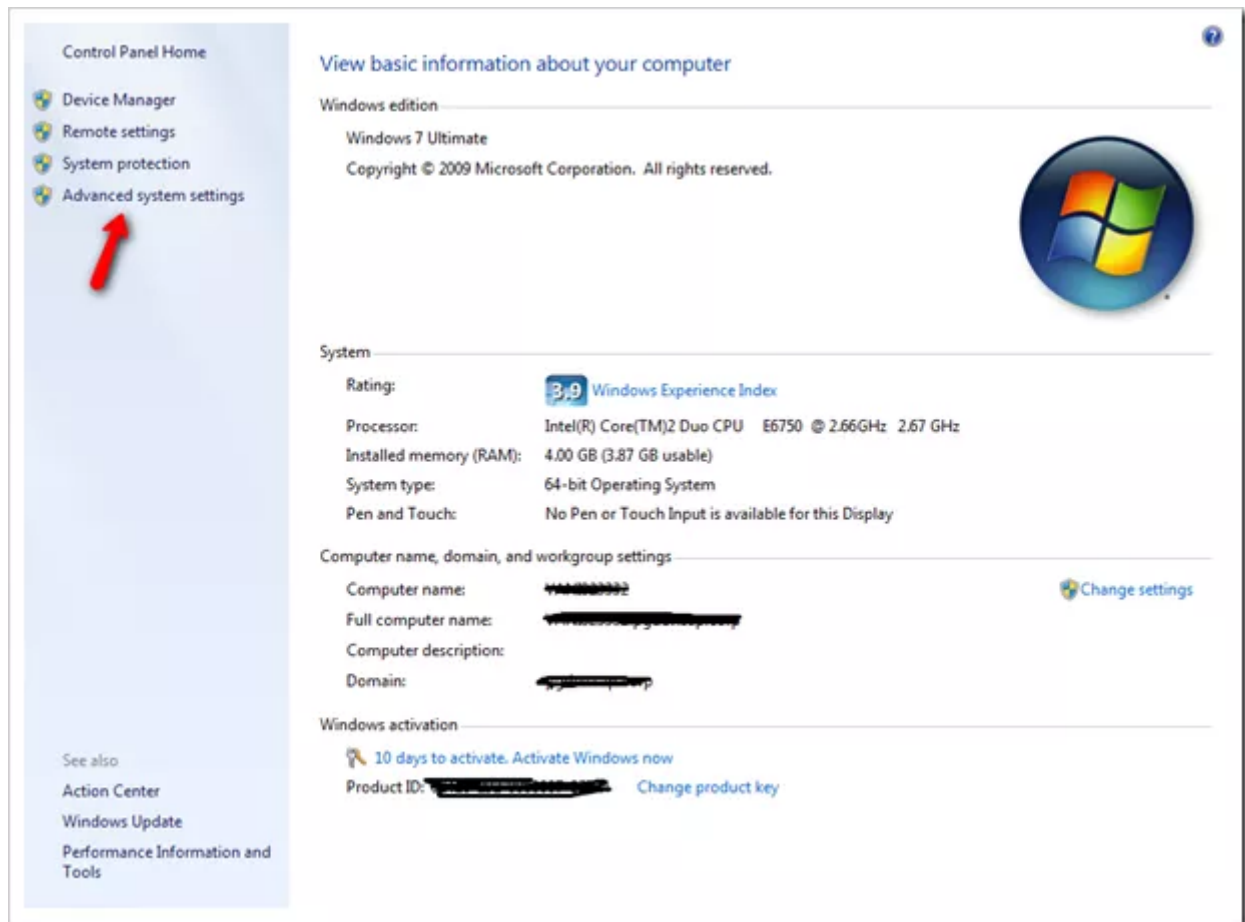 Control Panel Home
Device Manager
Remote settings
System protection
Advanced system settings
See also
Action Center
Windows Update
Performance Information and
Tools
View basic information about your computer
Windows edition
Windows 7 Ultimate
Copyright © 2009 Microsoft Corporation. All rights reserved.
System
Rating: 3,9 Windows Experience Index
Processor: Intel(R) Core(TM)2 Duo CPU E6750 @ 2.66GHz 2.67 GHz
Installed memory (RAM): 4.00 GB (3.87 GB usable)
System type: 64-bit Operating System
Pen and Touch: No Pen or Touch Input is available for this Display
Computer name, domain, and workgroup settings
Computer name: Change settings
Full computer name:
Computer description:
Domain:
Windows activation
10 days to activate. Activate Windows now
Product ID: Change product key